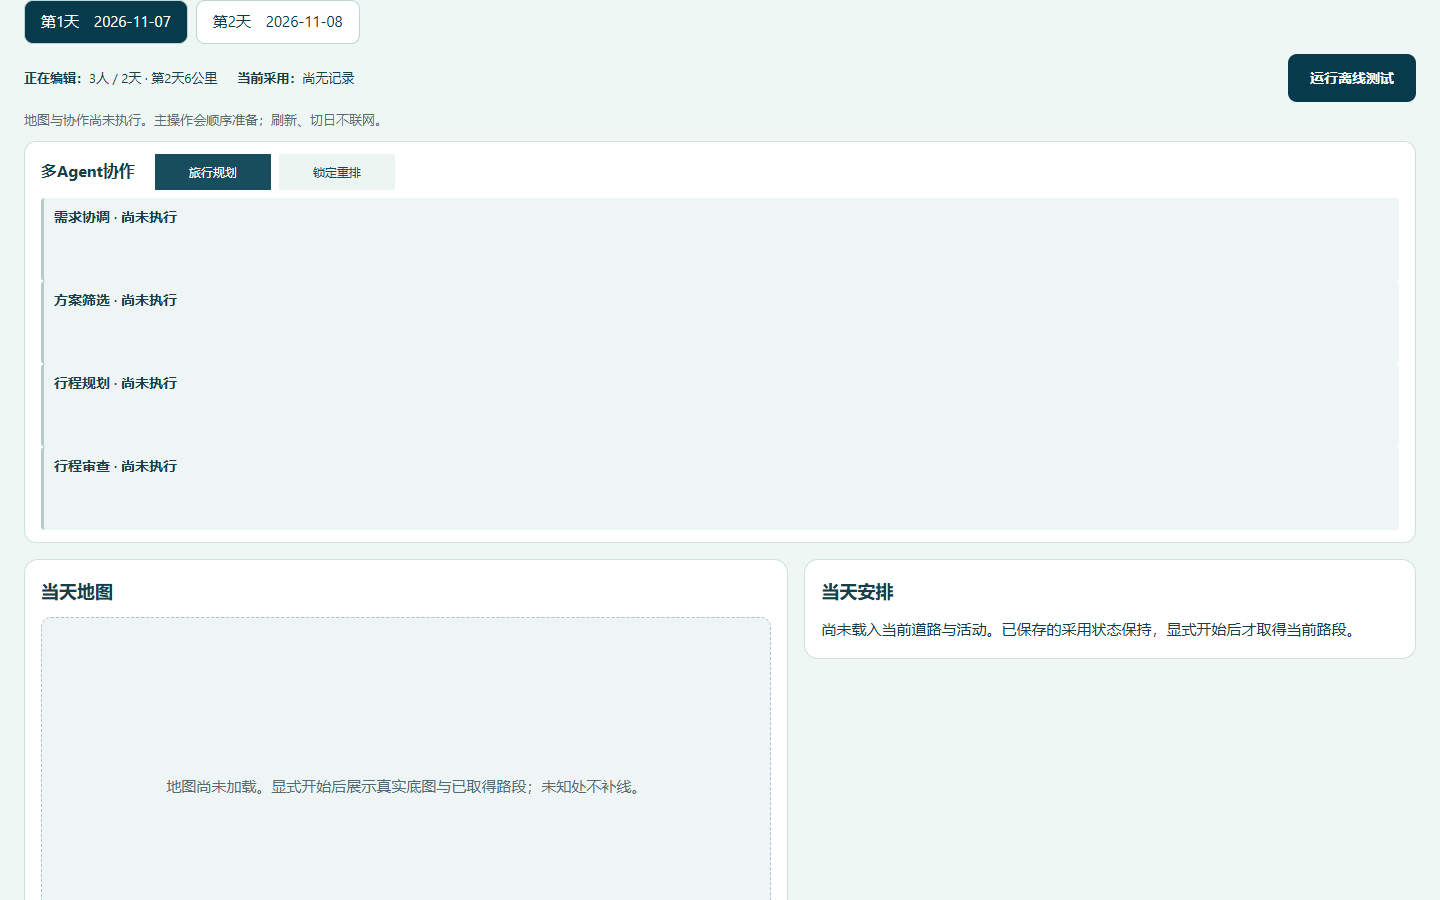 第1天 2026-11-07 第2天 2026-11-08
正在编辑：3人 / 2天 · 第2天6公里 当前采用：尚无记录
运行离线测试
地图与协作尚未执行。主操作会顺序准备；刷新、切日不联网。
多Agent协作 旅行规划 锁定重排
需求协调 · 尚未执行
方案筛选 · 尚未执行
行程规划 · 尚未执行
行程审查 · 尚未执行
当天地图
地图尚未加载。显式开始后展示真实底图与已取得路段；未知处不补线。
当天安排
尚未载入当前道路与活动。已保存的采用状态保持，显式开始后才取得当前路段。